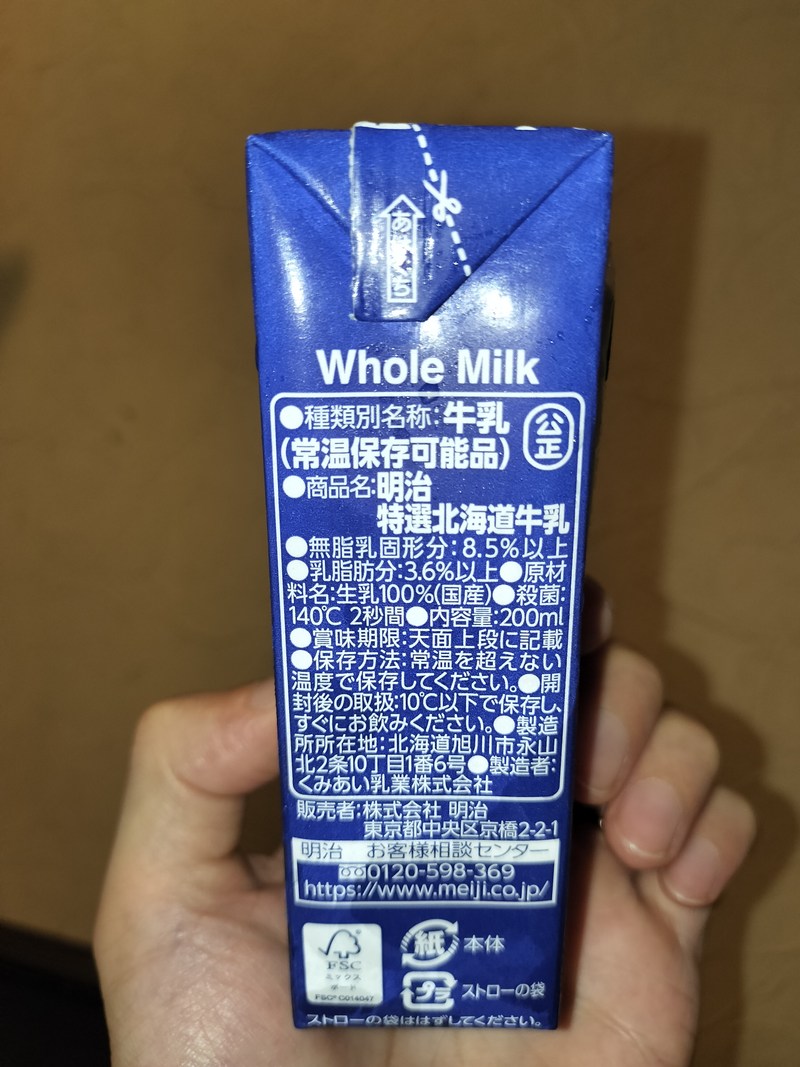 あけくち
Whole Milk
●種類別名称:牛乳
公正
(常温保存可能品)
●商品名:明治
特選北海道牛乳
●無脂乳固形分:8.5%以上
●乳脂肪分:3.6%以上●原材
料名:生乳100%(国産)●殺菌:
140℃ 2秒間●内容量:200ml
●賞味期限:天面上段に記載
●保存方法:常温を超えない
温度で保存してください。●開
封後の取扱:10℃以下で保存し、
すぐにお飲みください。●製造
所所在地:北海道旭川市永山
北2条10丁目1番6号●製造者:
くみあい乳業株式会社
販売者:株式会社 明治
東京都中央区京橋2-2-1
明治 お客様相談センター
0120-598-369
https://www.meiji.co.jp/
FSC
ミックス
ボード
FSC® C014047
紙 本体
プラ ストローの袋
ストローの袋ははずしてください。